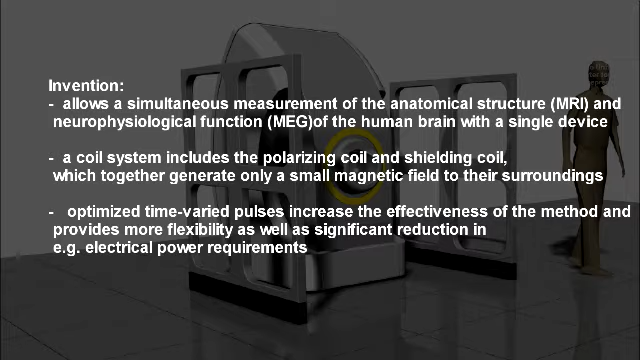 Invention:
- allows a simultaneous measurement of the anatomical structure (MRI) and
neurophysiological function (MEG)of the human brain with a single device
- a coil system includes the polarizing coil and shielding coil,
which together generate only a small magnetic field to their surroundings
- optimized time-varied pulses increase the effectiveness of the method and
provides more flexibility as well as significant reduction in
e.g. electrical power requirements